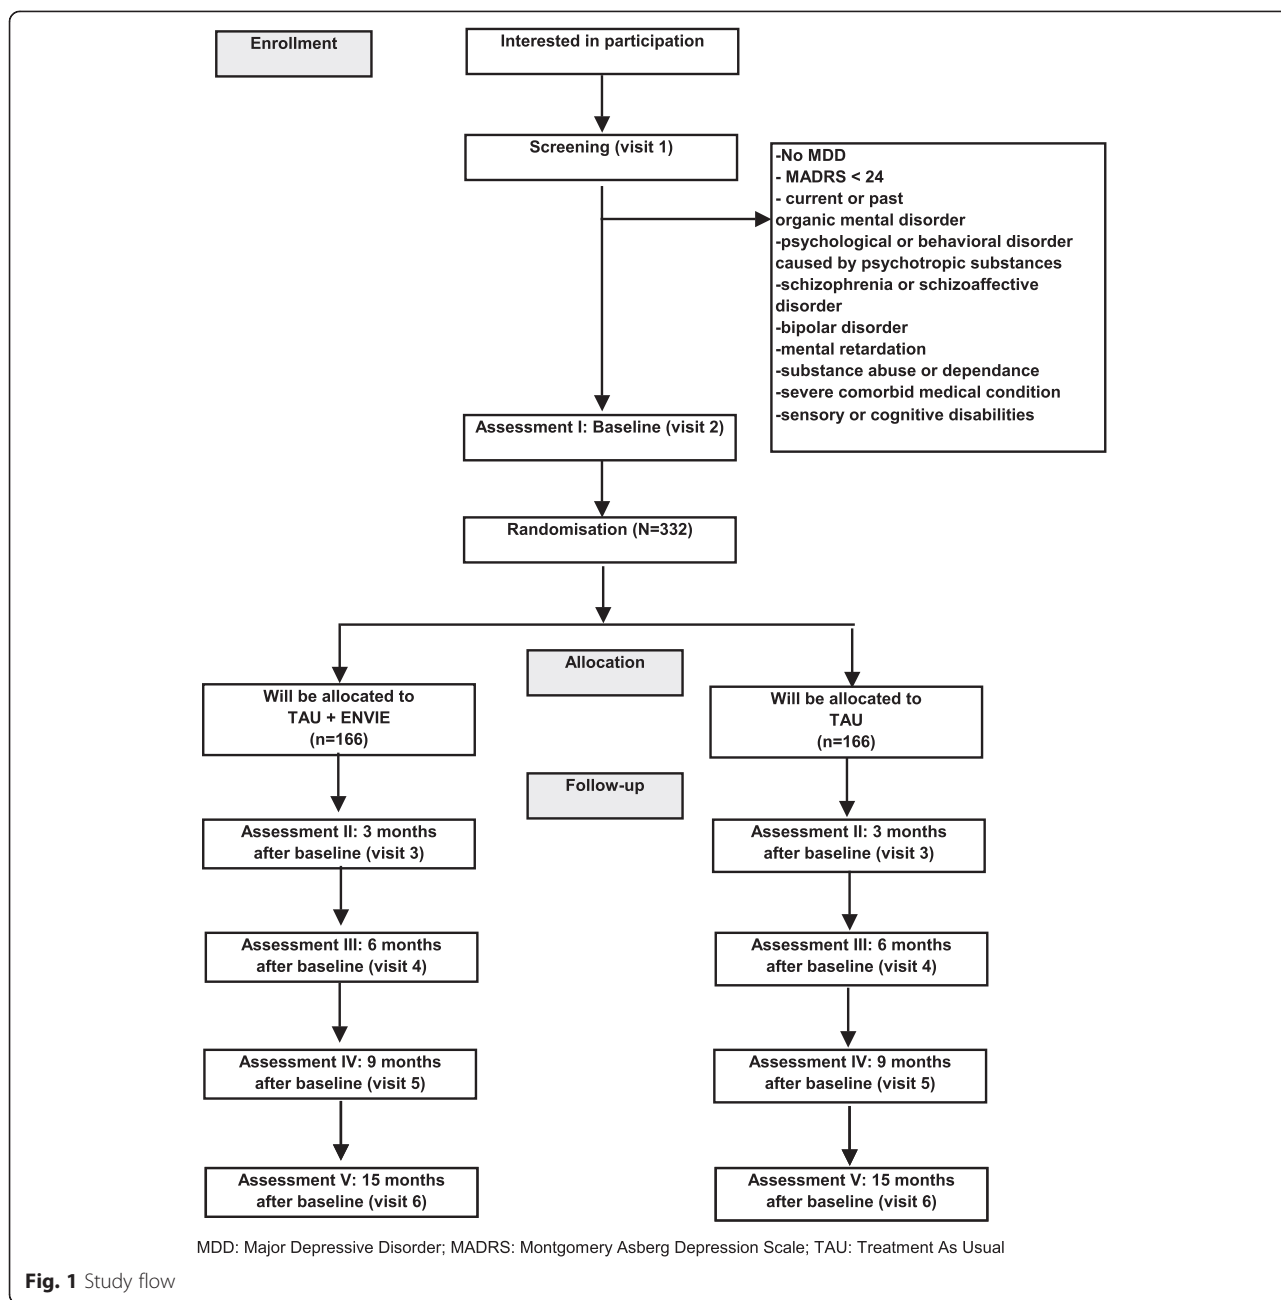 Enrollment
Interested in participation
Screening (visit 1)
-No MDD
- MADRS < 24
- current or past
organic mental disorder
-psychological or behavioral disorder
caused by psychotropic substances
-schizophrenia or schizoaffective
disorder
-bipolar disorder
-mental retardation
-substance abuse or dependance
-severe comorbid medical condition
-sensory or cognitive disabilities
Assessment I: Baseline (visit 2)
Randomisation (N=332)
Allocation
Will be allocated to
TAU + ENVIE
(n=166)
Will be allocated to
TAU
(n=166)
Follow-up
Assessment II: 3 months
after baseline (visit 3)
Assessment II: 3 months
after baseline (visit 3)
Assessment III: 6 months
after baseline (visit 4)
Assessment III: 6 months
after baseline (visit 4)
Assessment IV: 9 months
after baseline (visit 5)
Assessment IV: 9 months
after baseline (visit 5)
Assessment V: 15 months
after baseline (visit 6)
Assessment V: 15 months
after baseline (visit 6)
MDD: Major Depressive Disorder; MADRS: Montgomery Asberg Depression Scale; TAU: Treatment As Usual
Fig. 1 Study flow